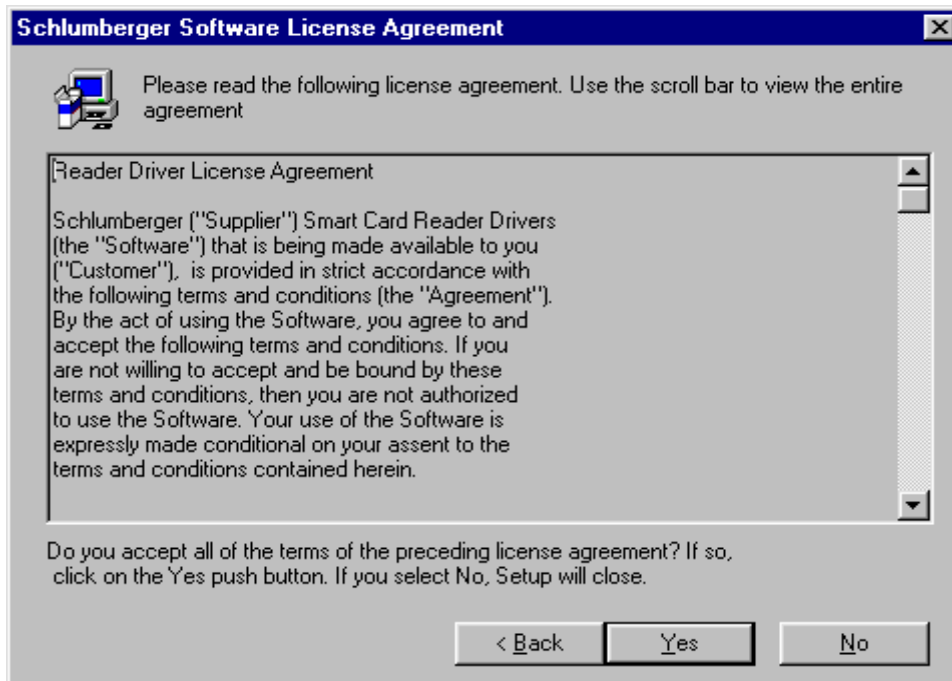 Schlumberger Software License Agreement
Please read the following license agreement. Use the scroll bar to view the entire
agreement
Reader Driver License Agreement
Schlumberger ("Supplier") Smart Card Reader Drivers
(the "Software") that is being made available to you
("Customer"),  is provided in strict accordance with
the following terms and conditions (the "Agreement").
By the act of using the Software, you agree to and
accept the following terms and conditions. If you
are not willing to accept and be bound by these
terms and conditions, then you are not authorized
to use the Software. Your use of the Software is
expressly made conditional on your assent to the
terms and conditions contained herein.
Do you accept all of the terms of the preceding license agreement? If so,
click on the Yes push button. If you select No, Setup will close.
< Back
Yes
No